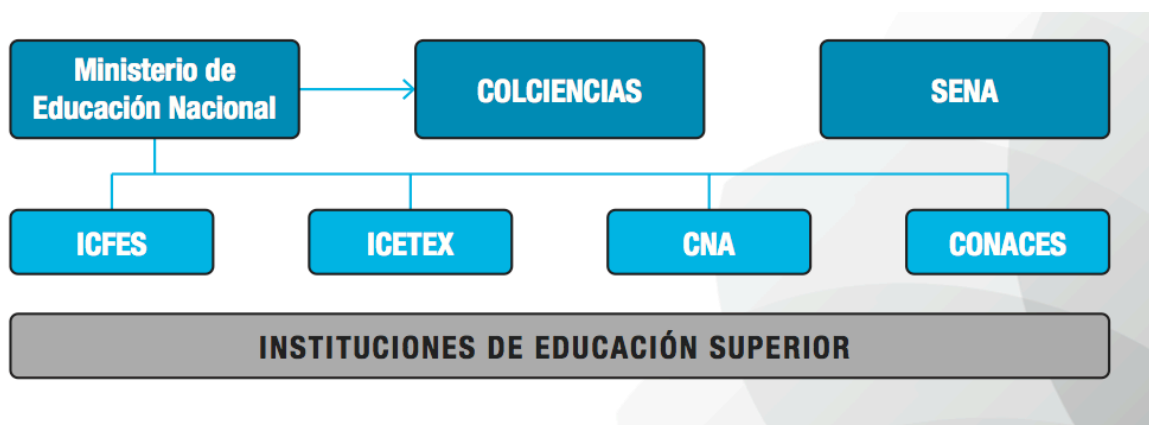 Ministerio de
Educación Nacional
COLCIENCIAS
SENA
ICFES
ICETEX
CNA
CONACES
INSTITUCIONES DE EDUCACIÓN SUPERIOR